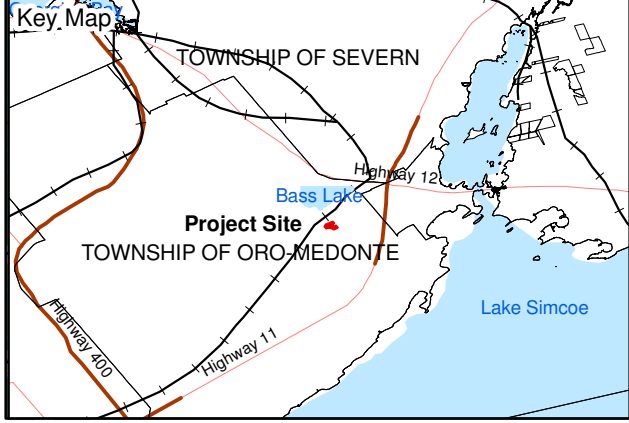 Key Map
TOWNSHIP OF SEVERN
Highway 12
Bass Lake
Project Site
TOWNSHIP OF ORO-MEDONTE
Lake Simcoe
Highway 400
Highway 11